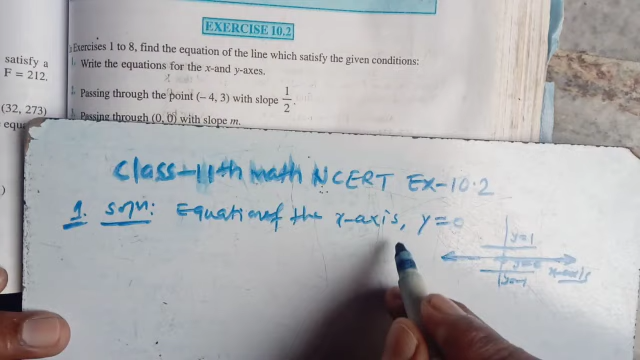 EXERCISE 10.2
Exercises 1 to 8, find the equation of the line which satisfy the given conditions:
1. Write the equations for the x-and y-axes.
2. Passing through the point (– 4, 3) with slope 1/2.
Passing through (0, 0) with slope m.
satisfy a
F = 212.
(32, 273)
equ
Class-11th math NCERT Ex-10.2
1. Soln: Equation of the x-axis, y=0
y=1
y=0
x-axis
y=-1